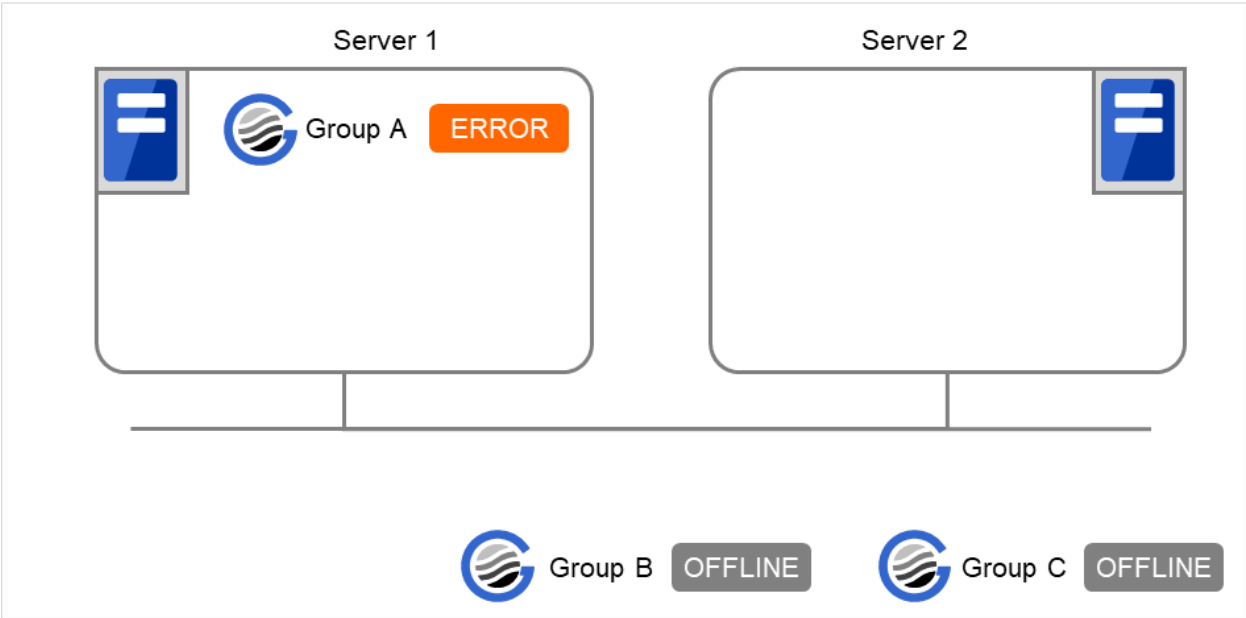 Server 1
Server 2
Group A ERROR
Group B OFFLINE
Group C OFFLINE